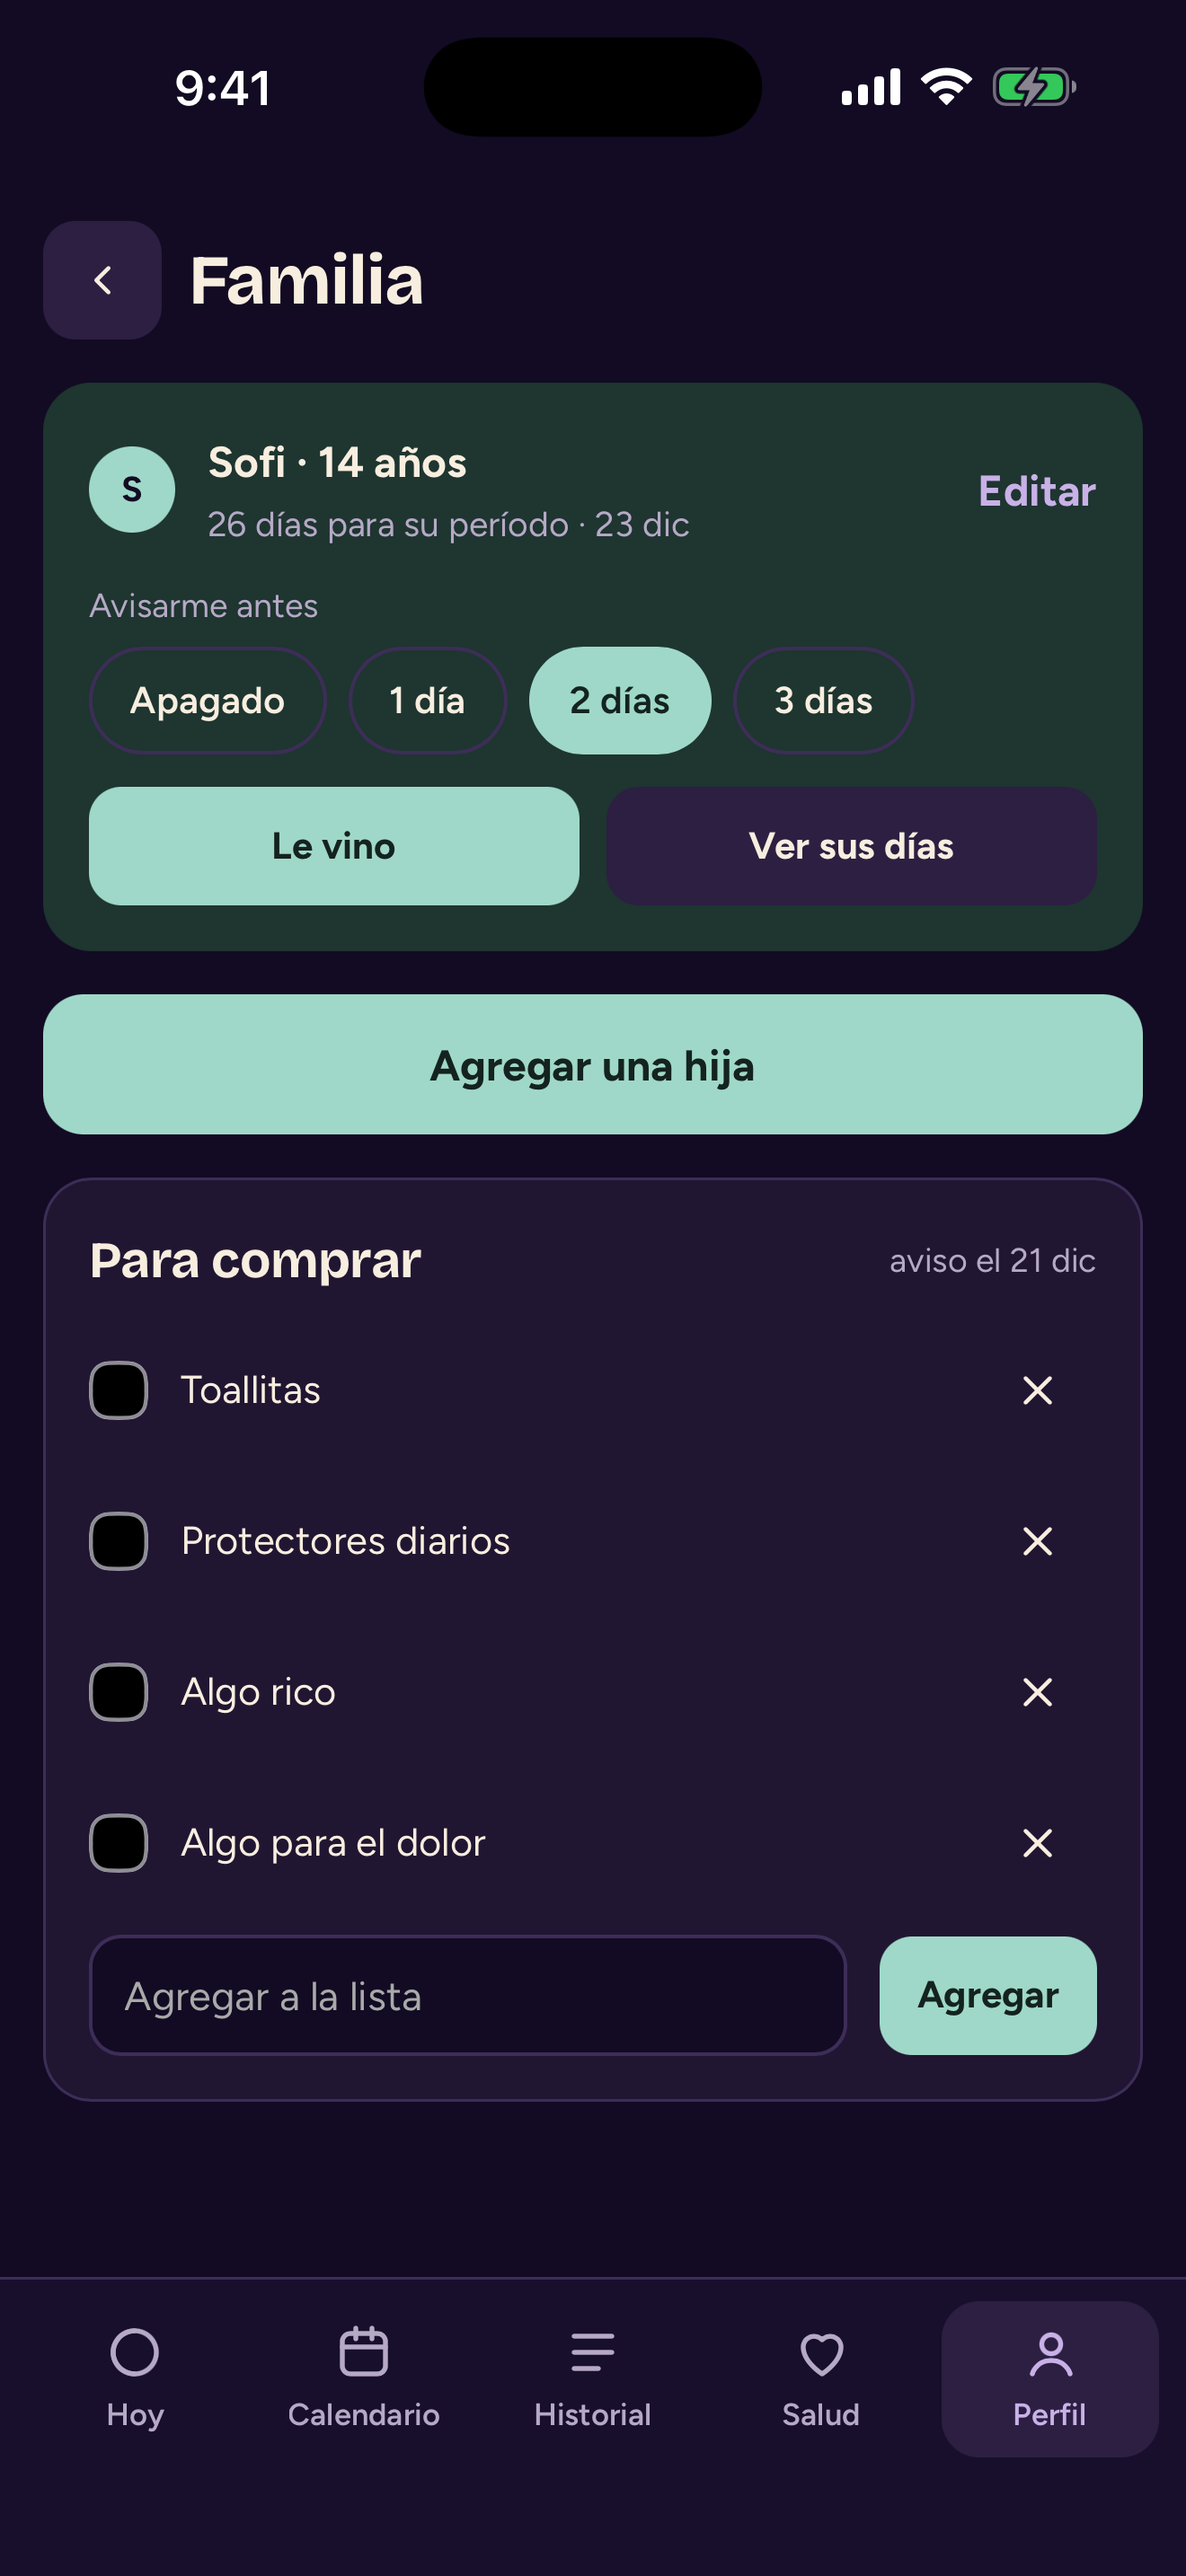 9:41
Familia
S
Sofi · 14 años
26 días para su período · 23 dic
Editar
Avisarme antes
Apagado
1 día
2 días
3 días
Le vino
Ver sus días
Agregar una hija
Para comprar
aviso el 21 dic
Toallitas
Protectores diarios
Algo rico
Algo para el dolor
Agregar a la lista
Agregar
Hoy
Calendario
Historial
Salud
Perfil